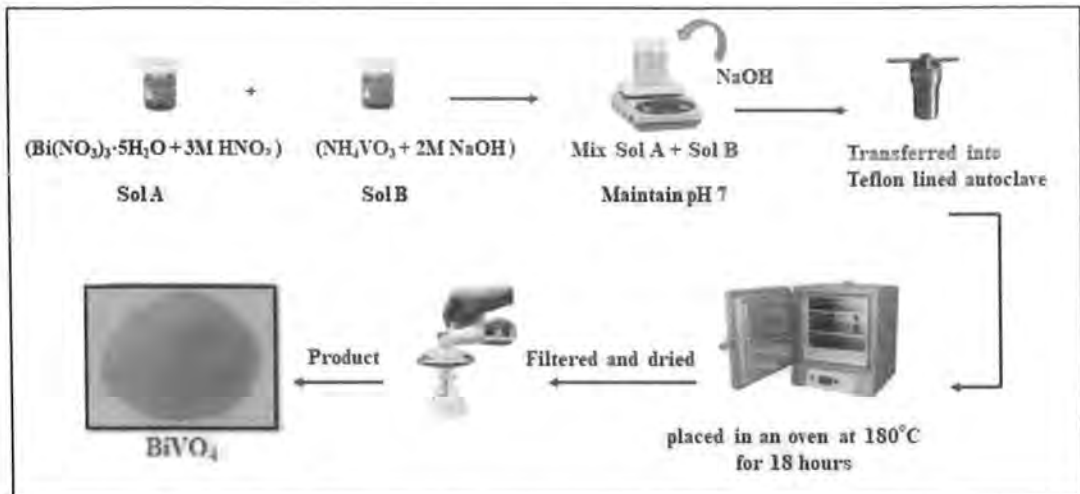 NaOH
+
(Bi(NO₃)₃·5H₂O + 3M HNO₃)
(NH₄VO₃ + 2M NaOH)
Mix Sol A + Sol B
Transferred into
Teflon lined autoclave
Sol A
Sol B
Maintain pH 7
Product
Filtered and dried
BiVO₄
placed in an oven at 180°C
for 18 hours